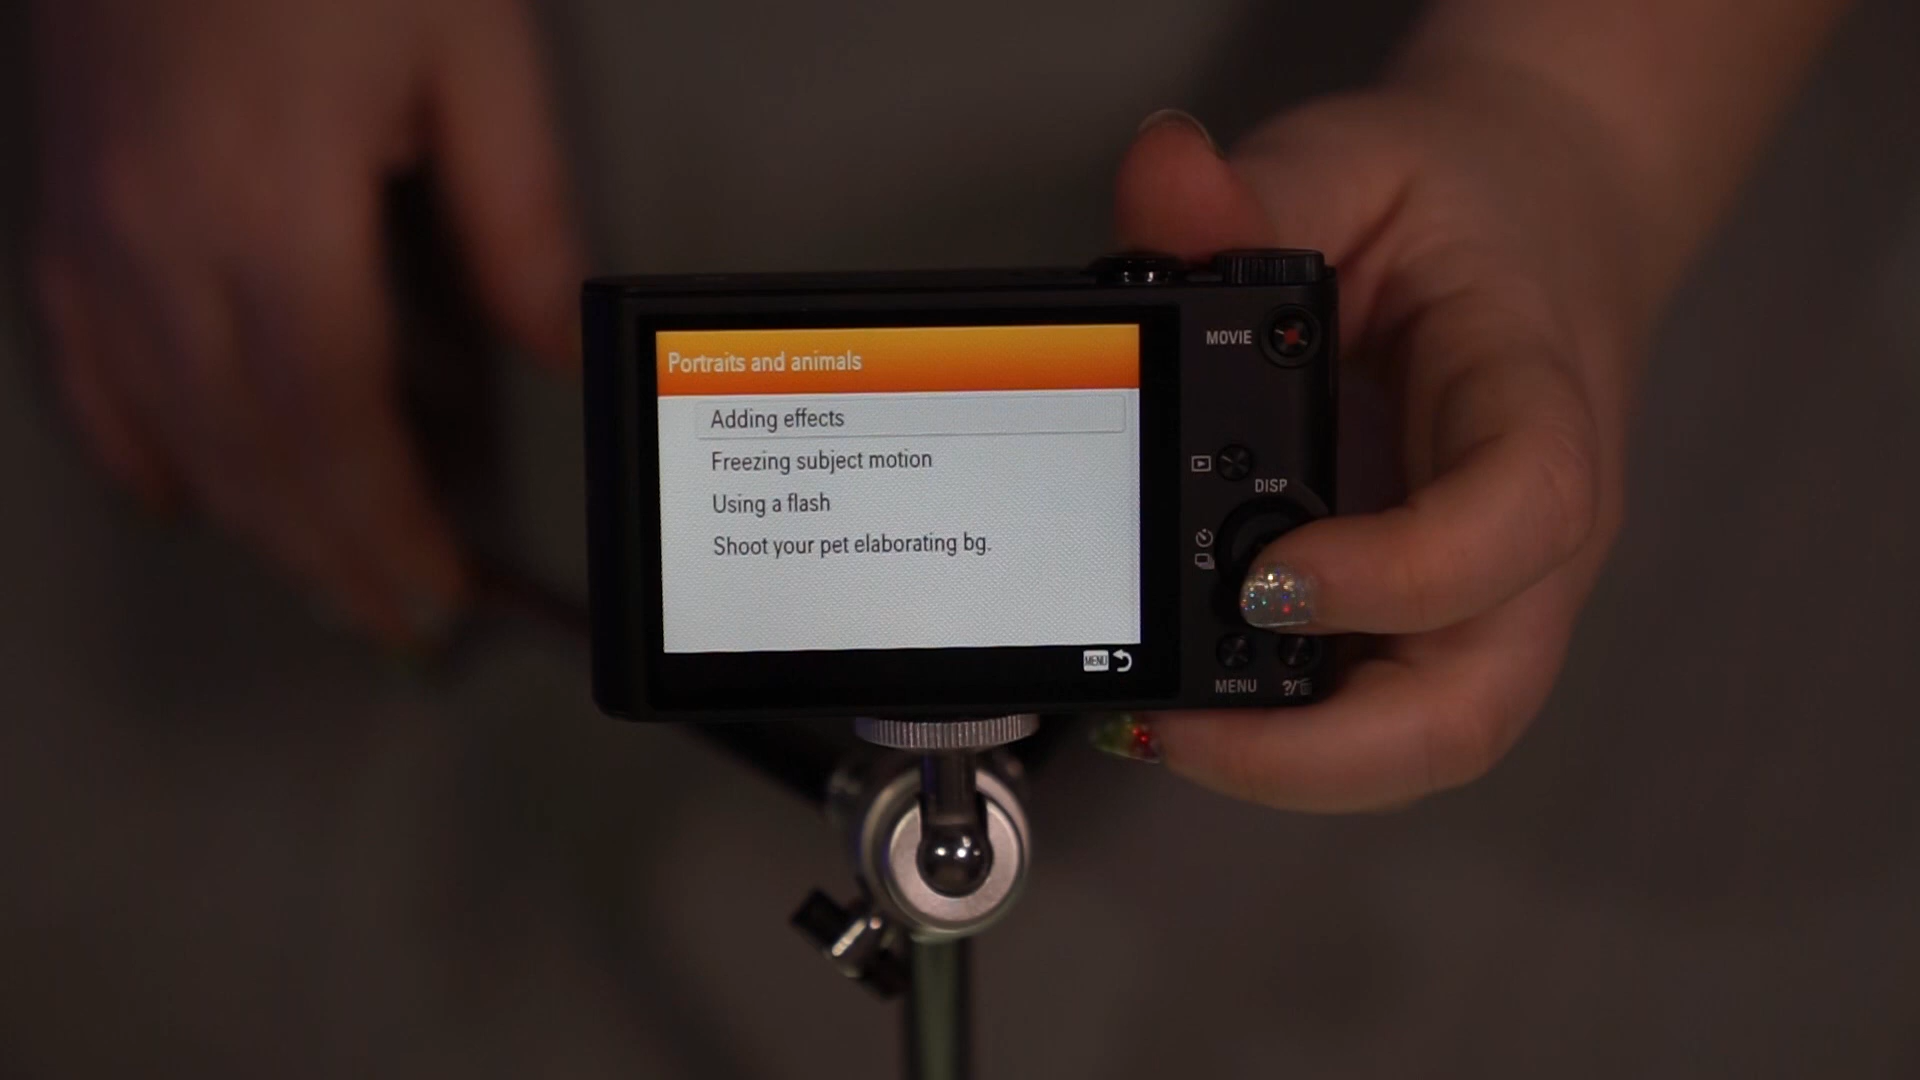 Portraits and animals
Adding effects
Freezing subject motion
Using a flash
Shoot your pet elaborating bg.
MENU
MOVIE
DISP
MENU
?/